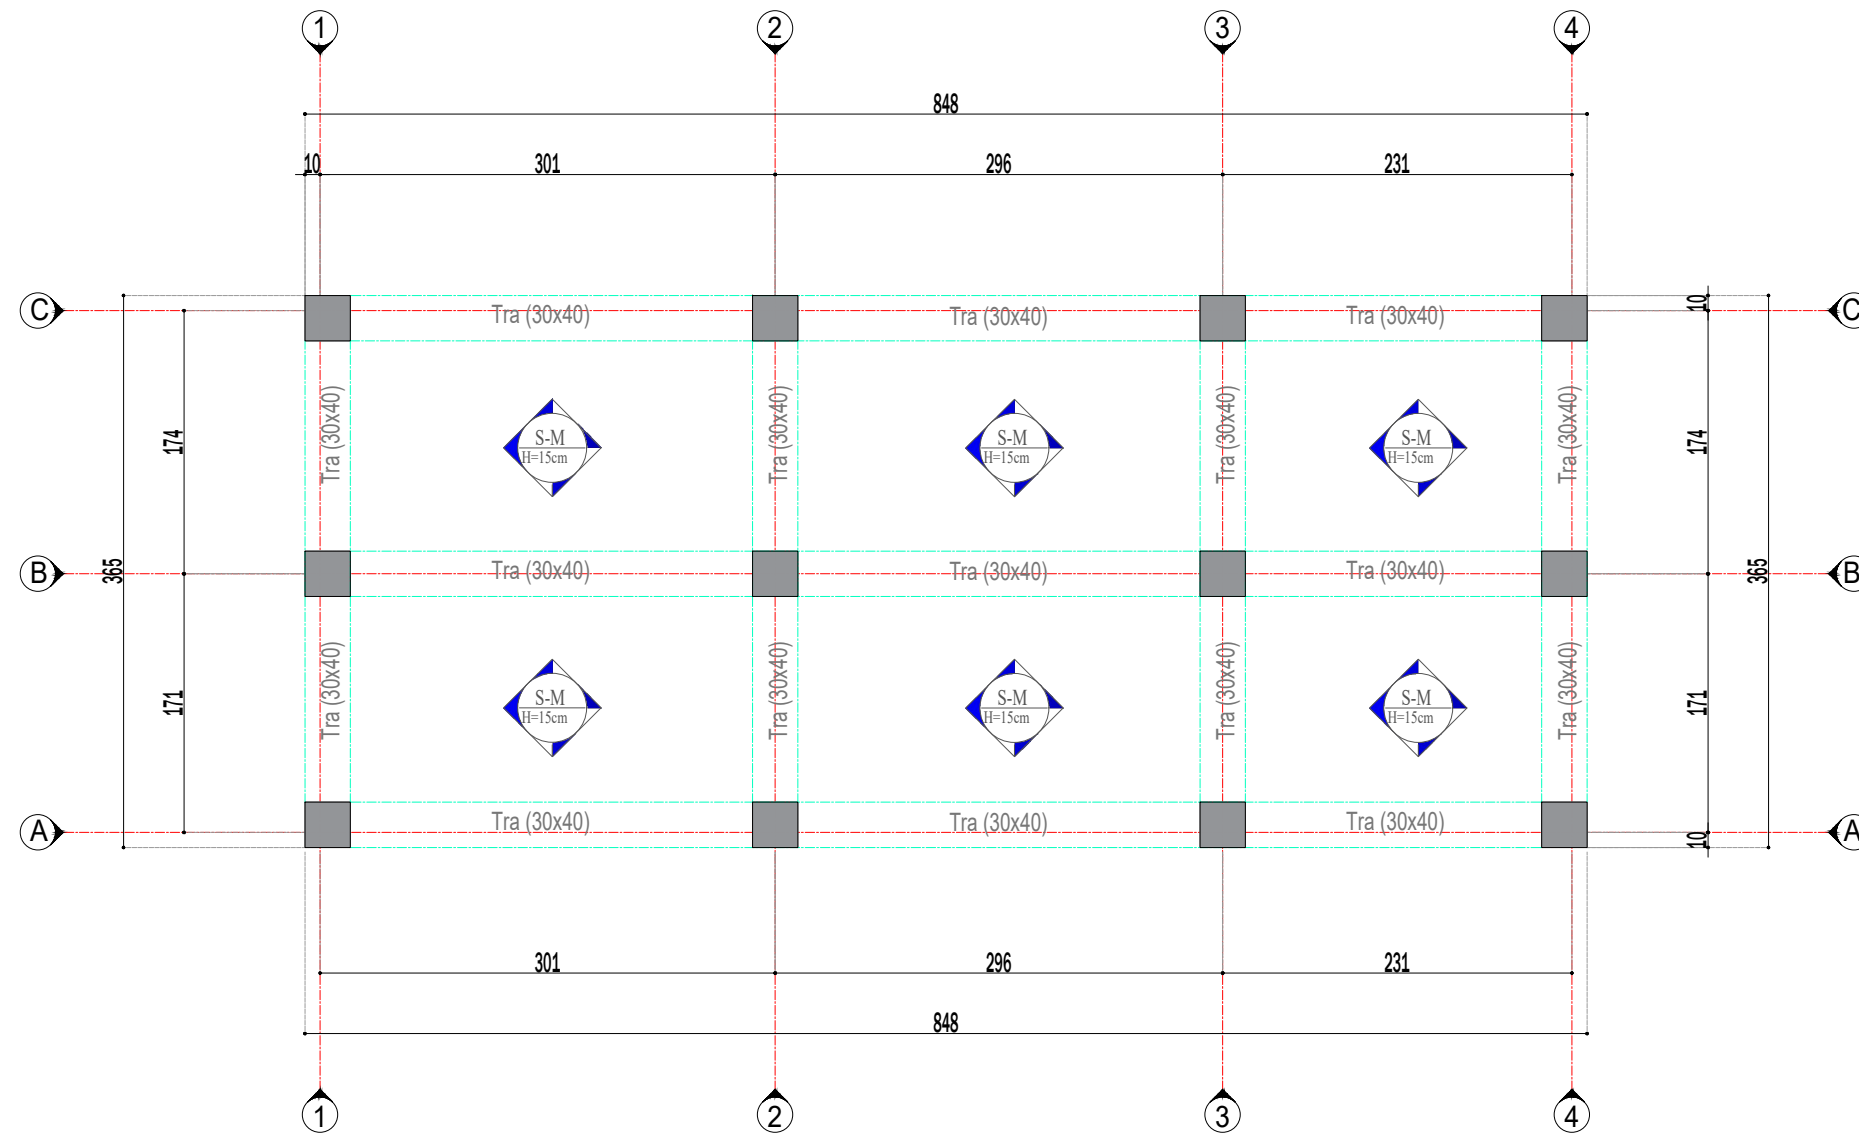 1 2 3 4
848
10 301 296 231
C Tra (30x40) Tra (30x40) Tra (30x40) 10 C
174 Tra (30x40) Tra (30x40) Tra (30x40) Tra (30x40) 174
S-M S-M S-M
H=15cm H=15cm H=15cm
B 365 Tra (30x40) Tra (30x40) Tra (30x40) 365 B
171 Tra (30x40) Tra (30x40) Tra (30x40) Tra (30x40) 171
S-M S-M S-M
H=15cm H=15cm H=15cm
A Tra (30x40) Tra (30x40) Tra (30x40) 10 A
301 296 231
848
1 2 3 4